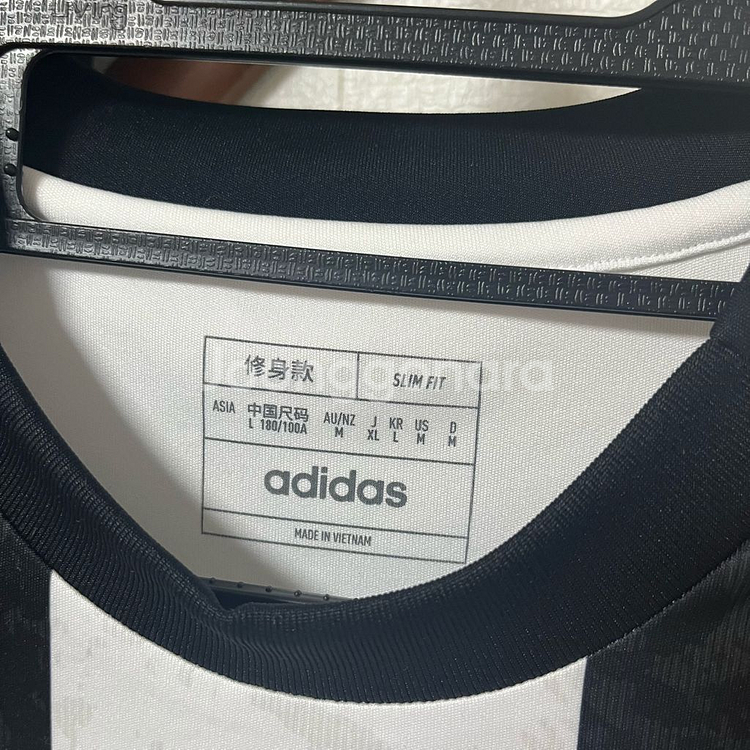 修身款 SLIM FIT
ASIA 中国尺码 AU/NZ J KR US D
L 180/100A M XL L M M
adidas
MADE IN VIETNAM